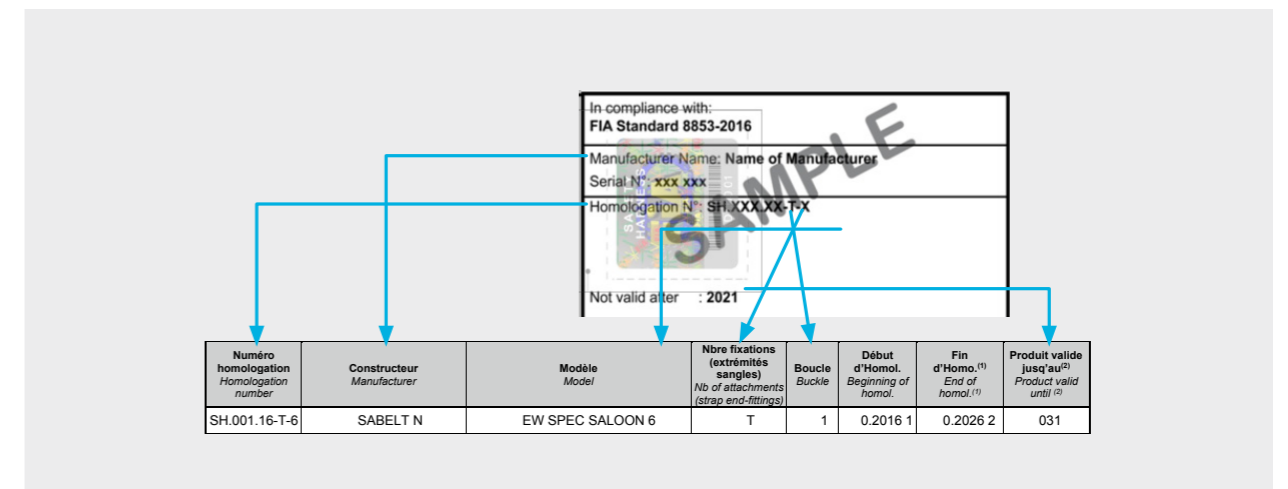 In compliance with:
FIA Standard 8853-2016
Manufacturer Name: Name of Manufacturer
Serial N°: xxx xxx
Homologation N°: SH.XXX.XX-T-X
SAMPLE
Not valid after : 2021
Numéro homologation Homologation number
Constructeur Manufacturer
Modèle Model
Nbre fixations (extrémités sangles) Nb of attachments (strap end-fittings)
Boucle Buckle
Début d'Homol. Beginning of homol.
Fin d'Homo.(1) End of homol.(1)
Produit valide jusq'au(2) Product valid until (2)
SH.001.16-T-6 SABELT N EW SPEC SALOON 6 T 1 0.2016 1 0.2026 2 031